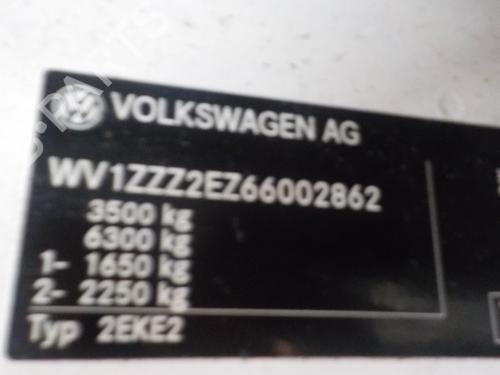 VOLKSWAGEN AG
WV1ZZZ2EZ66002862
3500 kg
6300 kg
1- 1650 kg
2- 2250 kg
Typ 2EKE2